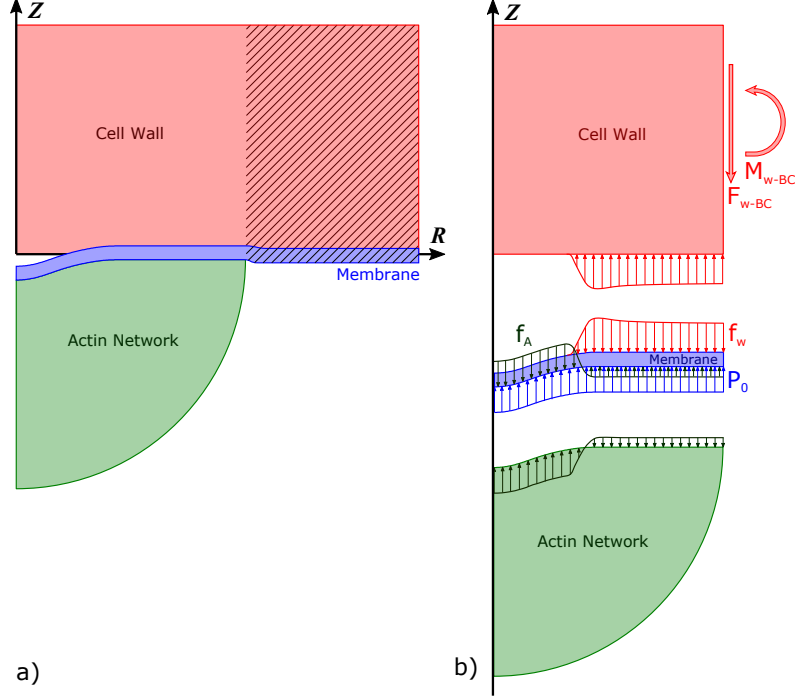 Z
Cell Wall
R
Membrane
Actin Network
a)
Z
Cell Wall
M w-BC
F w-BC
f A
f w
Membrane
P 0
Actin Network
b)